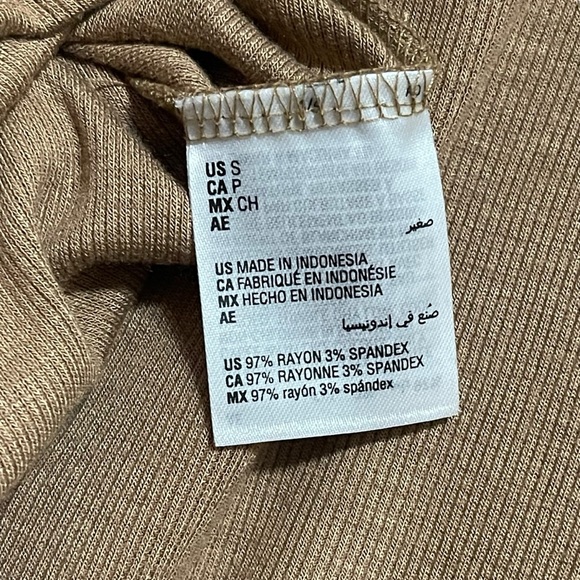 US S
CA P
MX CH
AE
صغير
US MADE IN INDONESIA
CA FABRIQUÉ EN INDONÉSIE
MX HECHO EN INDONESIA
AE
صُنع في إندونيسيا
US 97% RAYON 3% SPANDEX
CA 97% RAYONNE 3% SPANDEX
MX 97% rayón 3% spándex